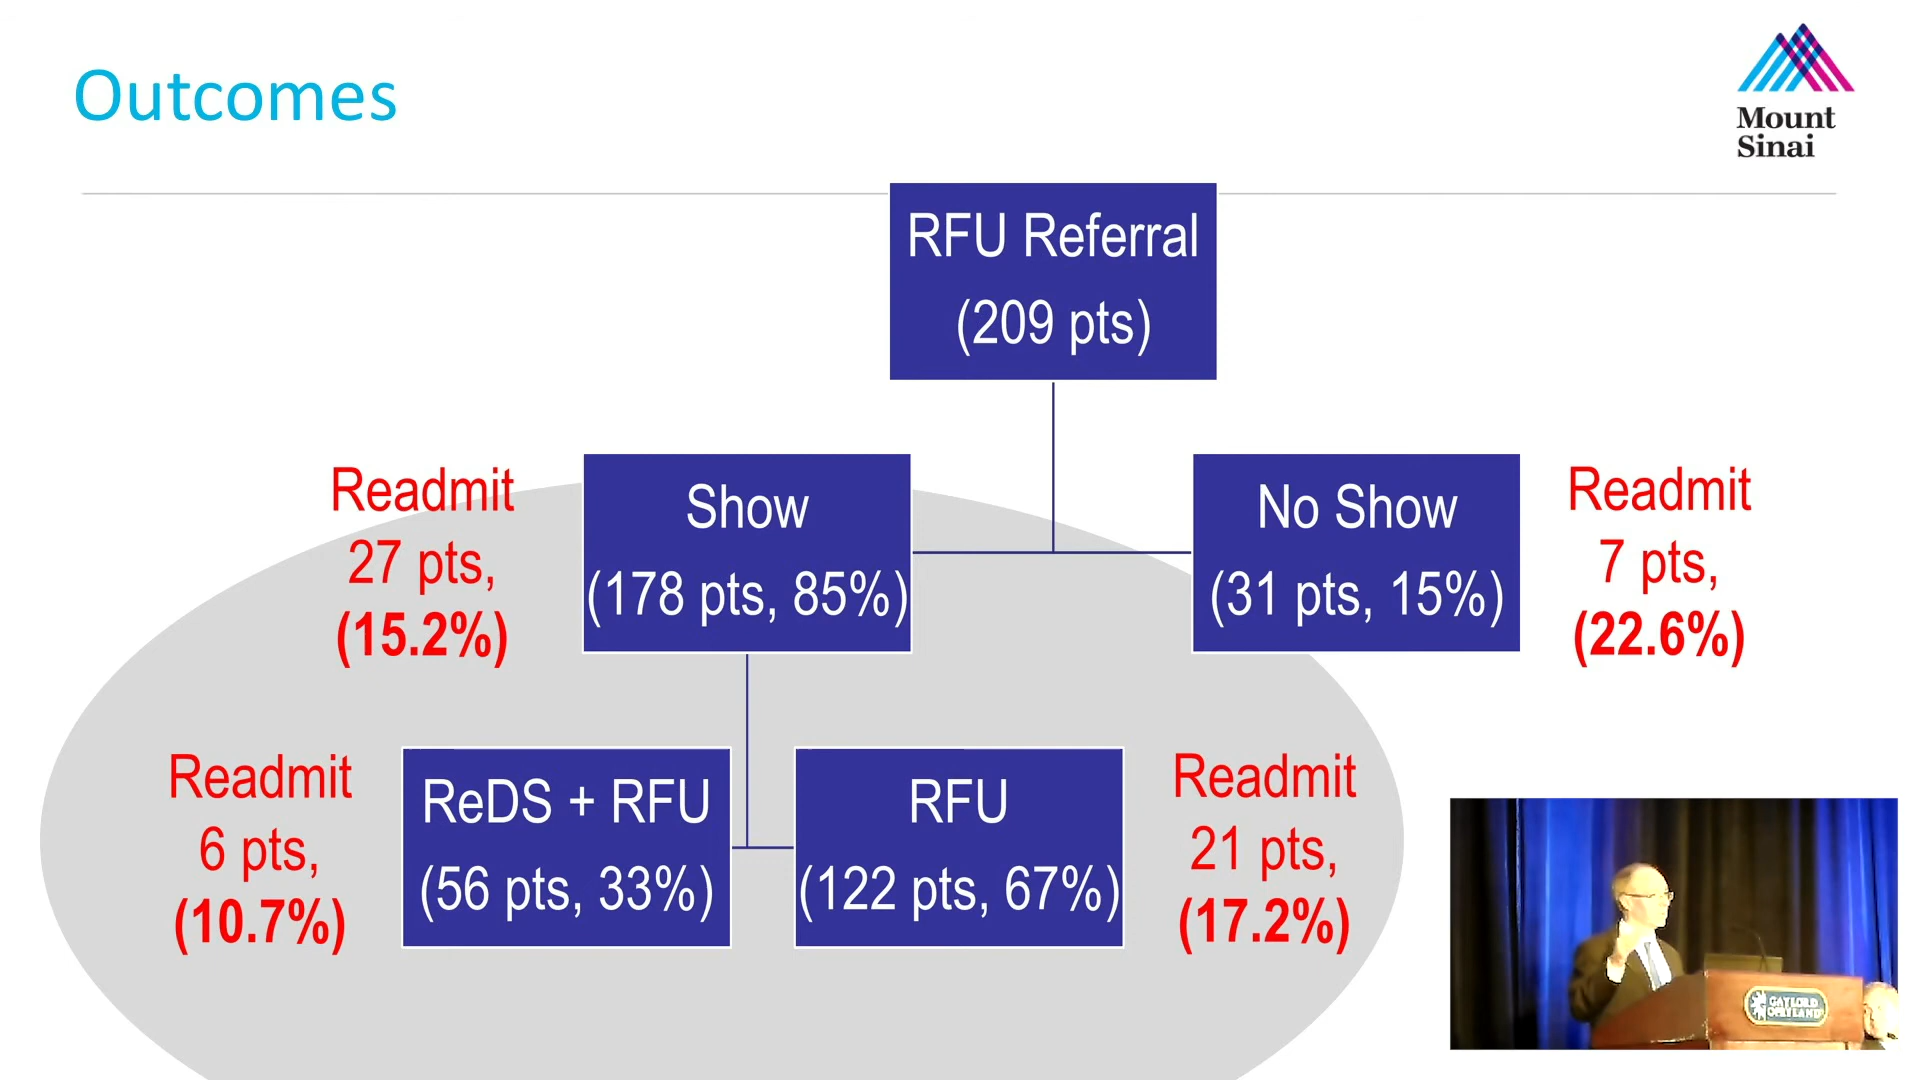 Outcomes
Mount
Sinai
RFU Referral
(209 pts)
Readmit
27 pts,
(15.2%)
Show
(178 pts, 85%)
No Show
(31 pts, 15%)
Readmit
7 pts,
(22.6%)
Readmit
6 pts,
(10.7%)
ReDS + RFU
(56 pts, 33%)
RFU
(122 pts, 67%)
Readmit
21 pts,
(17.2%)
GAYLORD
OPRYLAND